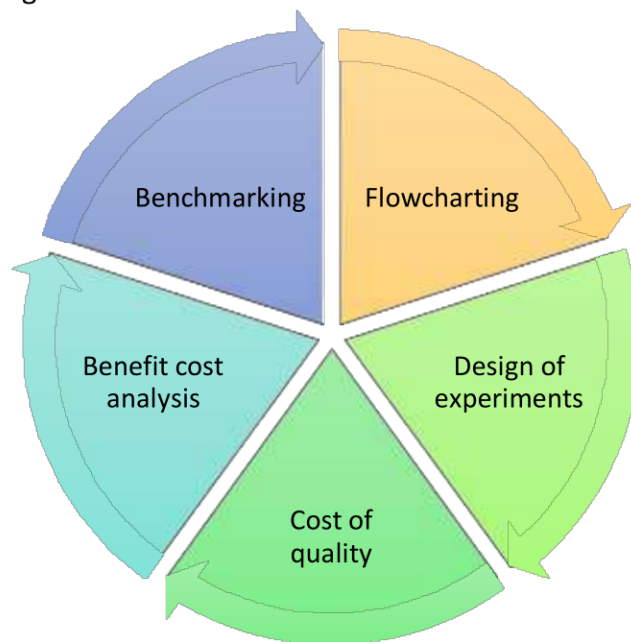 Benchmarking
Flowcharting
Design of
experiments
Cost of
quality
Benefit cost
analysis